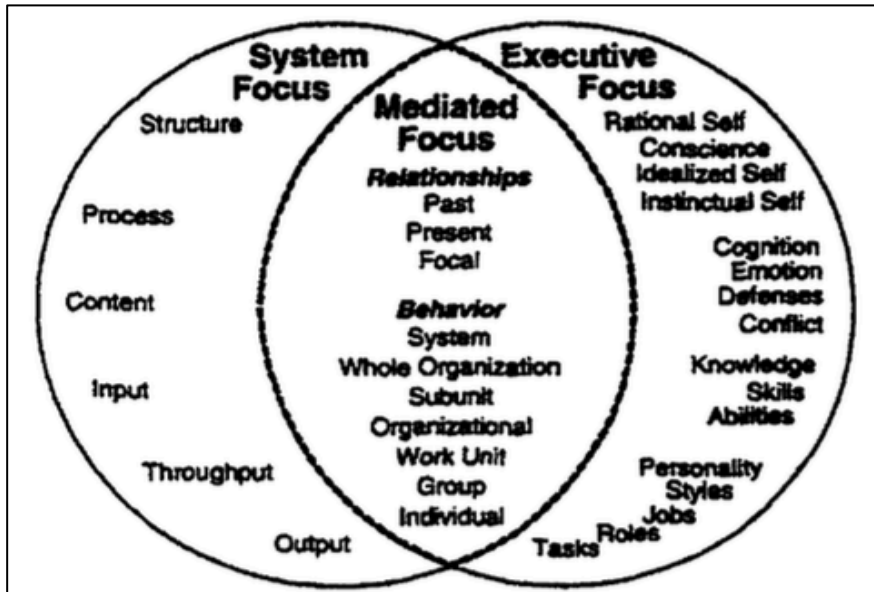 System
Focus
Structure
Process
Content
Input
Throughput
Output
Mediated
Focus
Relationships
Past
Present
Focal
Behavior
System
Whole Organization
Subunit
Organizational
Work Unit
Group
Individual
Executive
Focus
Rational Self
Conscience
Idealized Self
Instinctual Self
Cognition
Emotion
Defenses
Conflict
Knowledge
Skills
Abilities
Personality
Styles
Jobs
Roles
Tasks